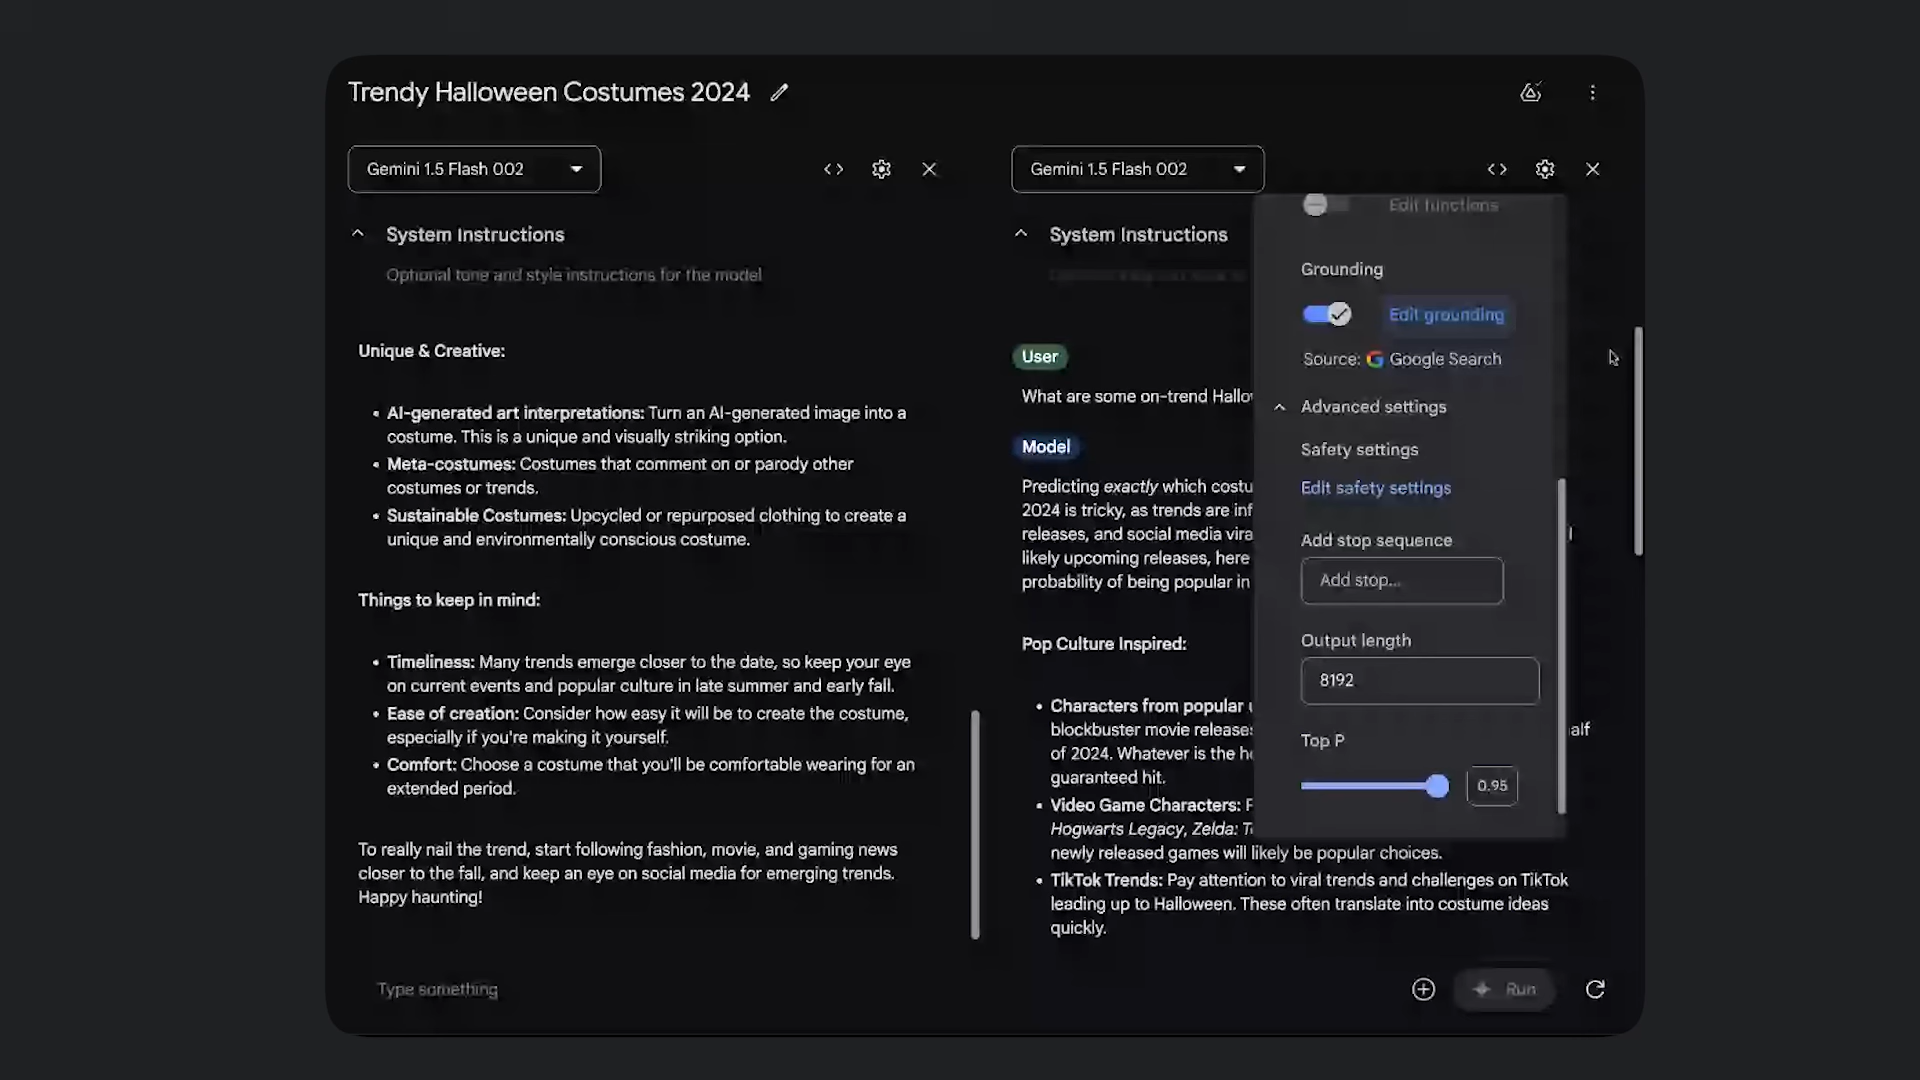 Trendy Halloween Costumes 2024
Gemini 1.5 Flash 002
System Instructions
Optional tone and style instructions for the model
Unique & Creative:
• AI-generated art interpretations: Turn an AI-generated image into a
costume. This is a unique and visually striking option.
• Meta-costumes: Costumes that comment on or parody other
costumes or trends.
• Sustainable Costumes: Upcycled or repurposed clothing to create a
unique and environmentally conscious costume.
Things to keep in mind:
• Timeliness: Many trends emerge closer to the date, so keep your eye
on current events and popular culture in late summer and early fall.
• Ease of creation: Consider how easy it will be to create the costume,
especially if you're making it yourself.
• Comfort: Choose a costume that you'll be comfortable wearing for an
extended period.
To really nail the trend, start following fashion, movie, and gaming news
closer to the fall, and keep an eye on social media for emerging trends.
Happy haunting!
Type something
Gemini 1.5 Flash 002
System Instructions
User
What are some on-trend Hallo
Model
Predicting exactly which costu
2024 is tricky, as trends are inf
releases, and social media vira
likely upcoming releases, here
probability of being popular in
Pop Culture Inspired:
• Characters from popular
blockbuster movie release
alf
of 2024. Whatever is the h
guaranteed hit.
• Video Game Characters: F
Hogwarts Legacy, Zelda: T
newly released games will likely be popular choices.
• TikTok Trends: Pay attention to viral trends and challenges on TikTok
leading up to Halloween. These often translate into costume ideas
quickly.
Edit functions
Grounding
Edit grounding
Source: Google Search
Advanced settings
Safety settings
Edit safety settings
Add stop sequence
Add stop...
Output length
8192
Top P
0.95
Run